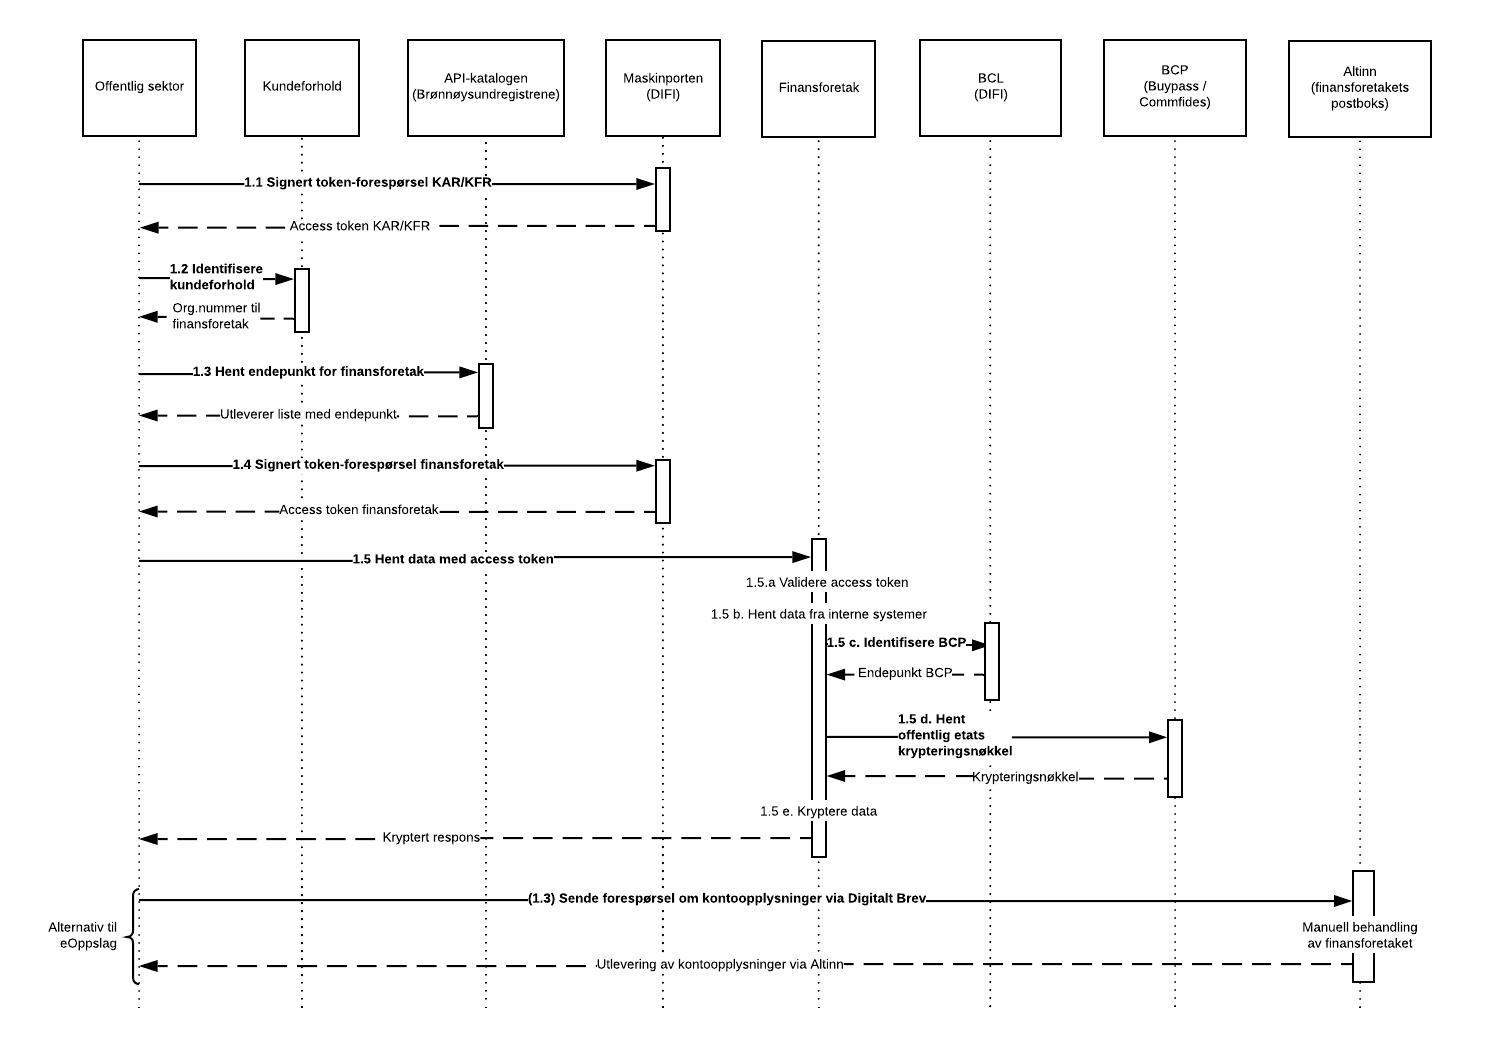 Offentlig sektor
Kundeforhold
API-katalogen
(Brønnøysundregistrene)
Maskinporten
(DIFI)
Finansforetak
BCL
(DIFI)
BCP
(Buypass /
Commfides)
Altinn
(finansforetakets
postboks)
1.1 Signert token-forespørsel KAR/KFR
Access token KAR/KFR
1.2 Identifisere
kundeforhold
Org.nummer til
finansforetak
1.3 Hent endepunkt for finansforetak
Utleverer liste med endepunkt
1.4 Signert token-forespørsel finansforetak
Access token finansforetak
1.5 Hent data med access token
1.5.a Validere access token
1.5 b. Hent data fra interne systemer
1.5 c. Identifisere BCP
Endepunkt BCP
1.5 d. Hent
offentlig etats
krypteringsnøkkel
Krypteringsnøkkel
1.5 e. Kryptere data
Kryptert respons
(1.3) Sende forespørsel om kontoopplysninger via Digitalt Brev
Alternativ til
eOppslag
Manuell behandling
av finansforetaket
Utlevering av kontoopplysninger via Altinn